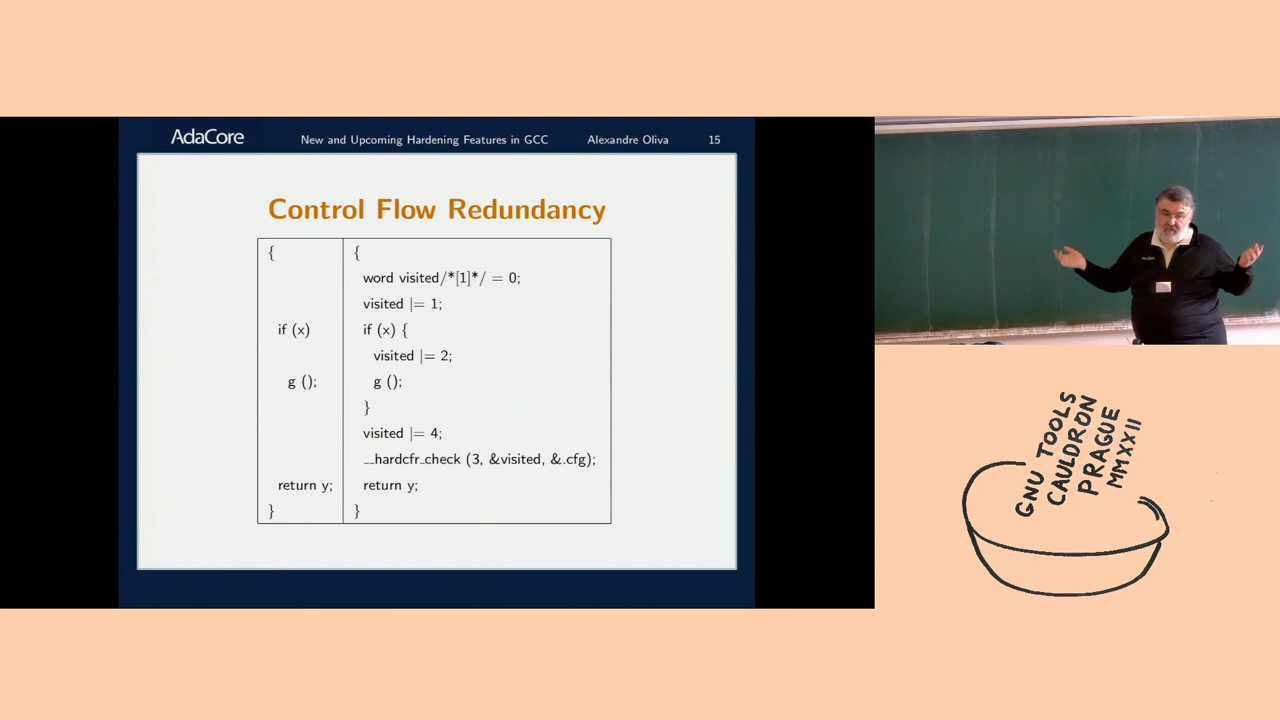 AdaCore New and Upcoming Hardening Features in GCC Alexandre Oliva 15
Control Flow Redundancy
{
if (x)
g ();
return y;
}
{
word visited/*[1]*/ = 0;
visited |= 1;
if (x) {
visited |= 2;
g ();
}
visited |= 4;
__hardcfr_check (3, &visited, &.cfg);
return y;
}
GNU TOOLS
CAULDRON
PRAGUE
MMXXII